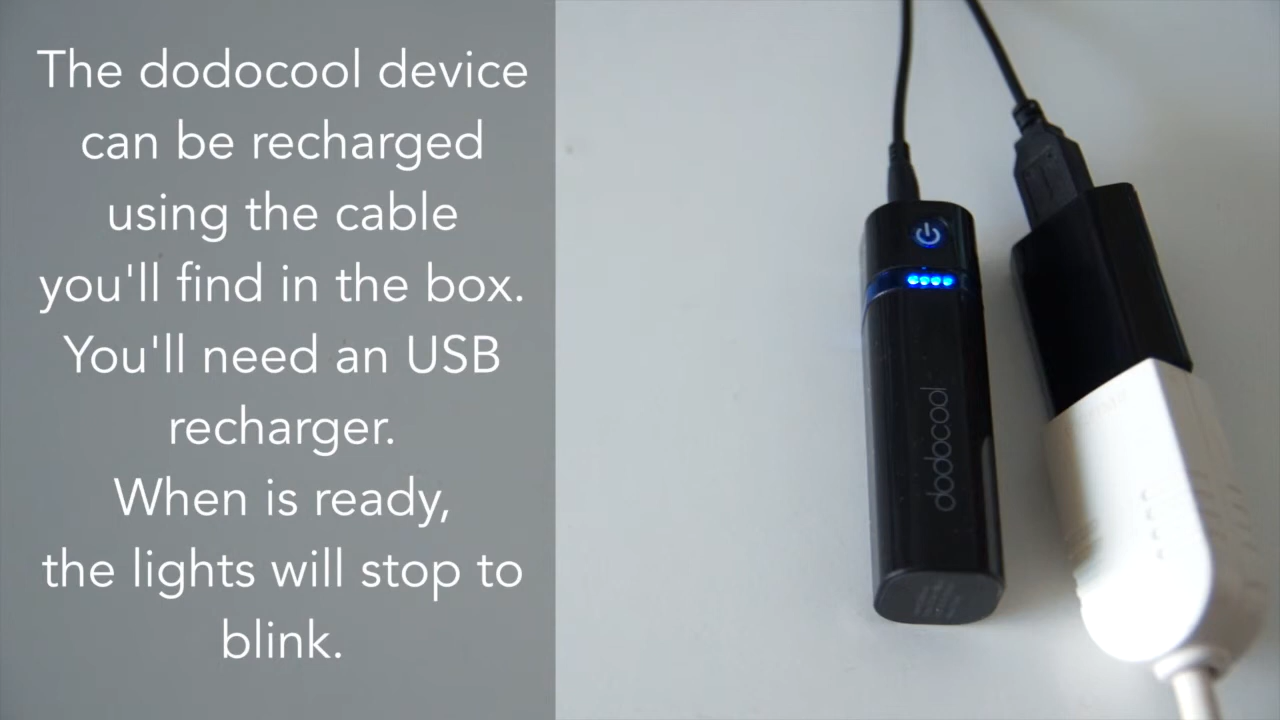 The dodocool device
can be recharged
using the cable
you'll find in the box.
You'll need an USB
recharger.
When is ready,
the lights will stop to
blink.
dodocool